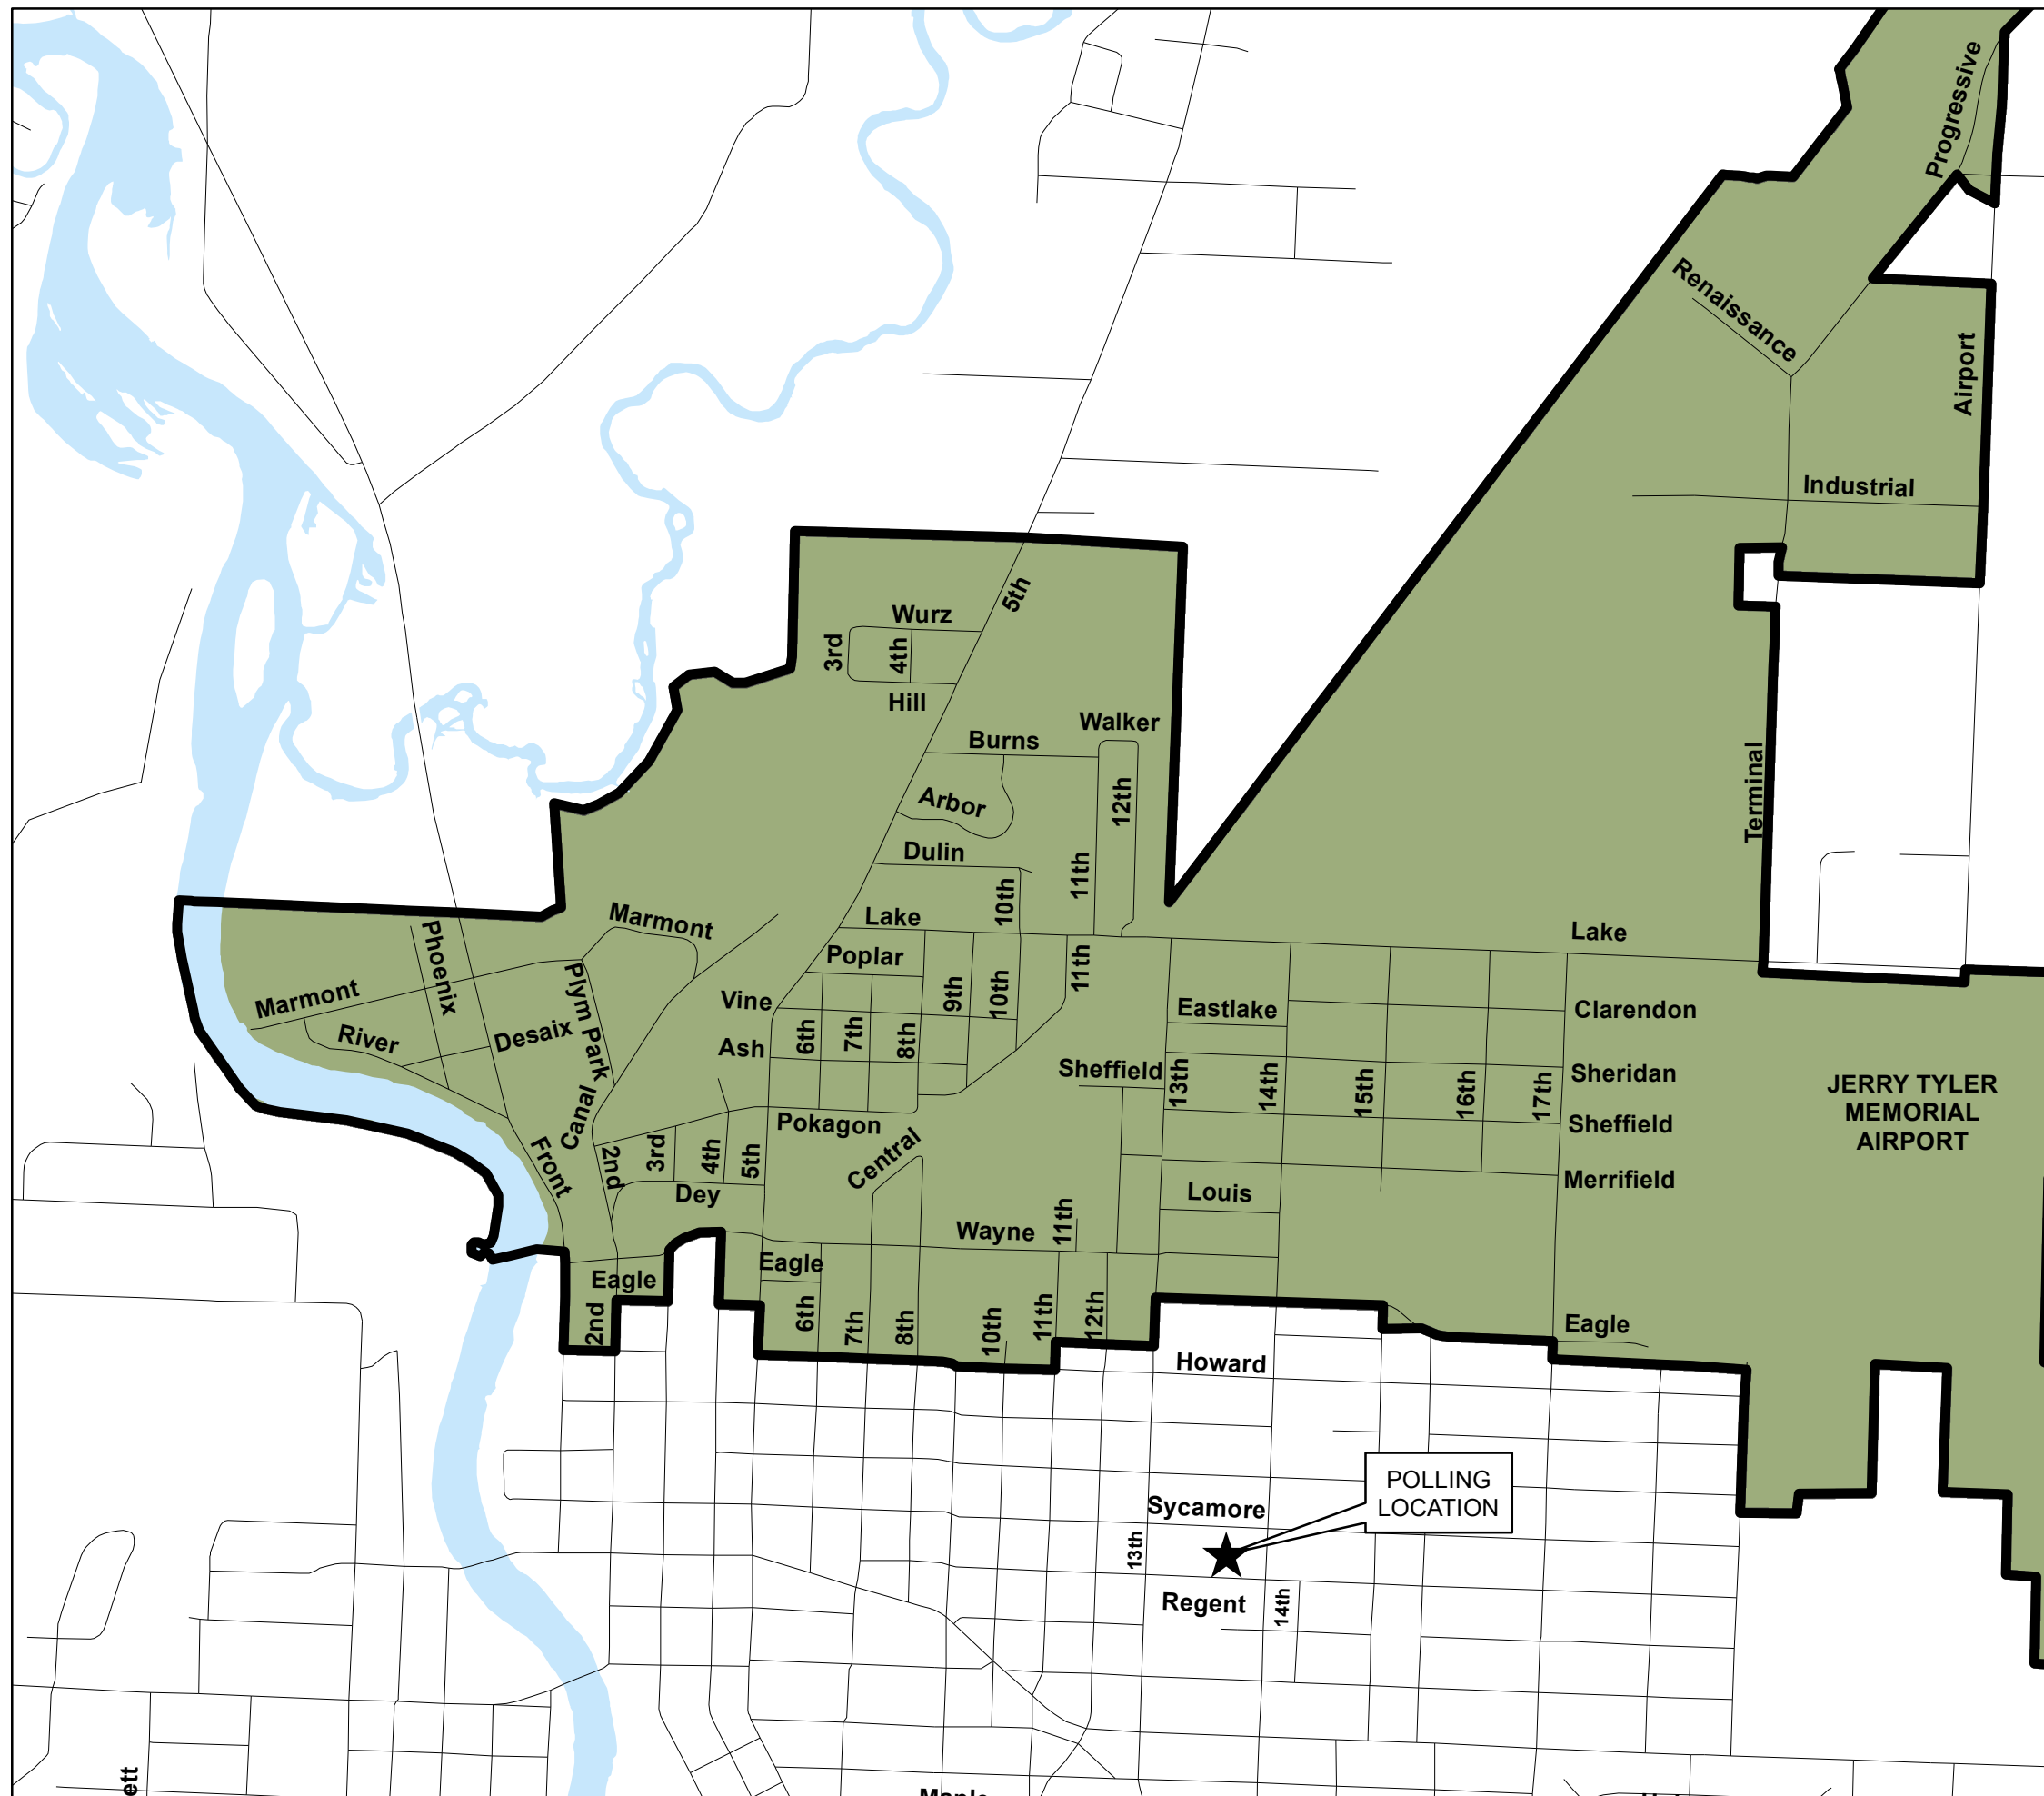 Progressive
Renaissance
Airport
Industrial
5th
Wurz
3rd
4th
Hill
Walker
Burns
12th
Arbor
Terminal
Dulin
11th
10th
Lake
Marmont
Phoenix
Lake
Poplar
11th
Plym Park
Marmont
Vine
9th
10th
Eastlake
Clarendon
River
Desaix
6th
7th
8th
Ash
Sheffield
13th
14th
15th
16th
17th
Sheridan
JERRY TYLER
MEMORIAL
AIRPORT
Canal
Pokagon
Sheffield
Front
2nd
3rd
4th
5th
Central
Dey
Louis
Merrifield
Wayne
11th
Eagle
Eagle
2nd
6th
7th
8th
10th
11th
12th
Eagle
Howard
POLLING
LOCATION
Sycamore
13th
Regent
14th
ett